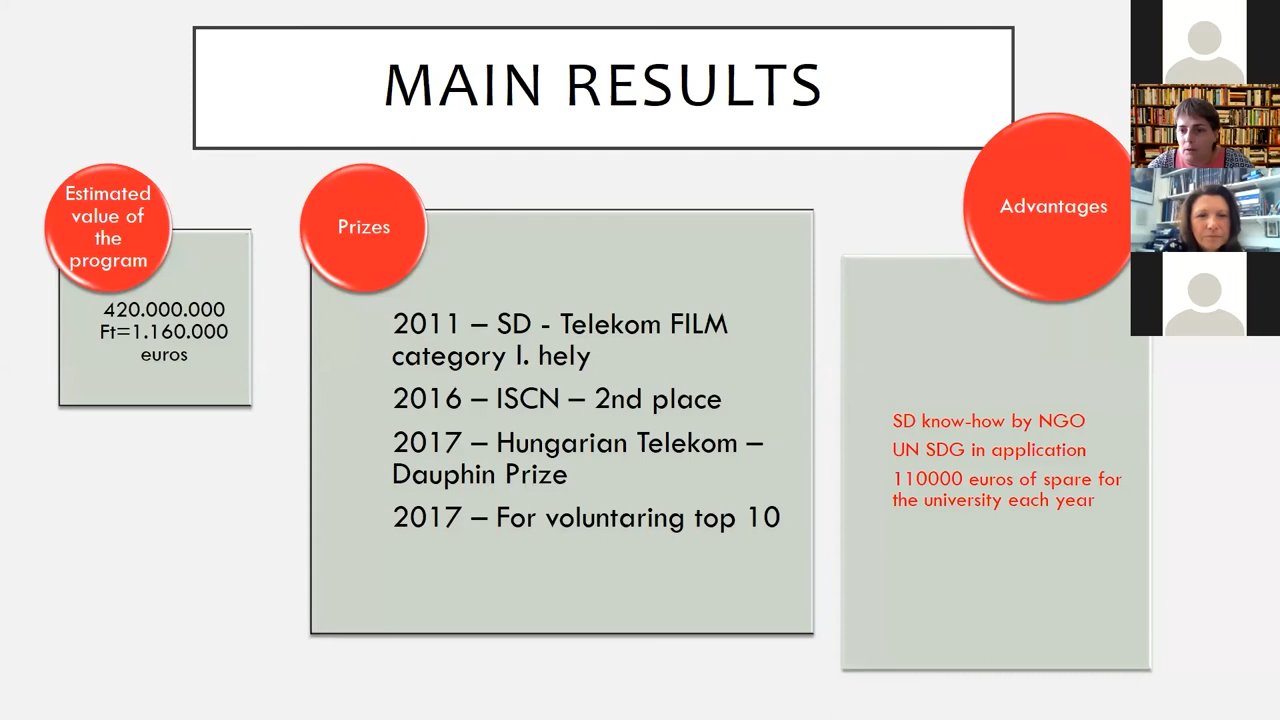 MAIN RESULTS
Estimated
value of
the
program
420.000.000
Ft=1.160.000
euros
Prizes
2011 – SD - Telekom FILM
category I. hely
2016 – ISCN – 2nd place
2017 – Hungarian Telekom –
Dauphin Prize
2017 – For voluntaring top 10
Advantages
SD know-how by NGO
UN SDG in application
110000 euros of spare for
the university each year